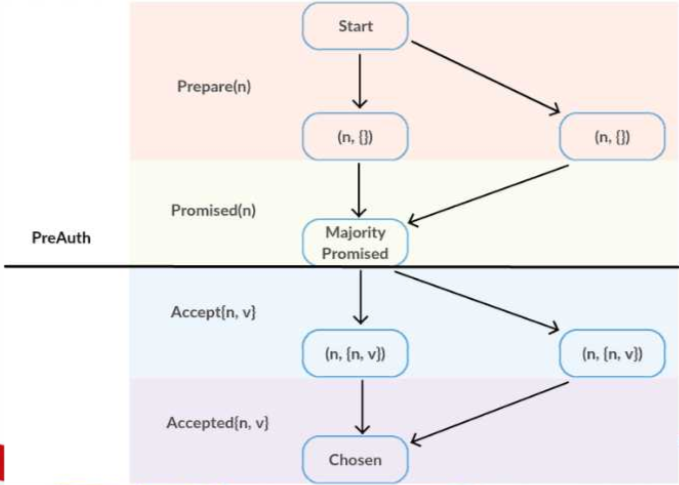 Start
Prepare(n)
(n, {})
(n, {})
Promised(n)
Majority
Promised
PreAuth
Accept{n, v}
(n, {n, v})
(n, {n, v})
Accepted{n, v}
Chosen